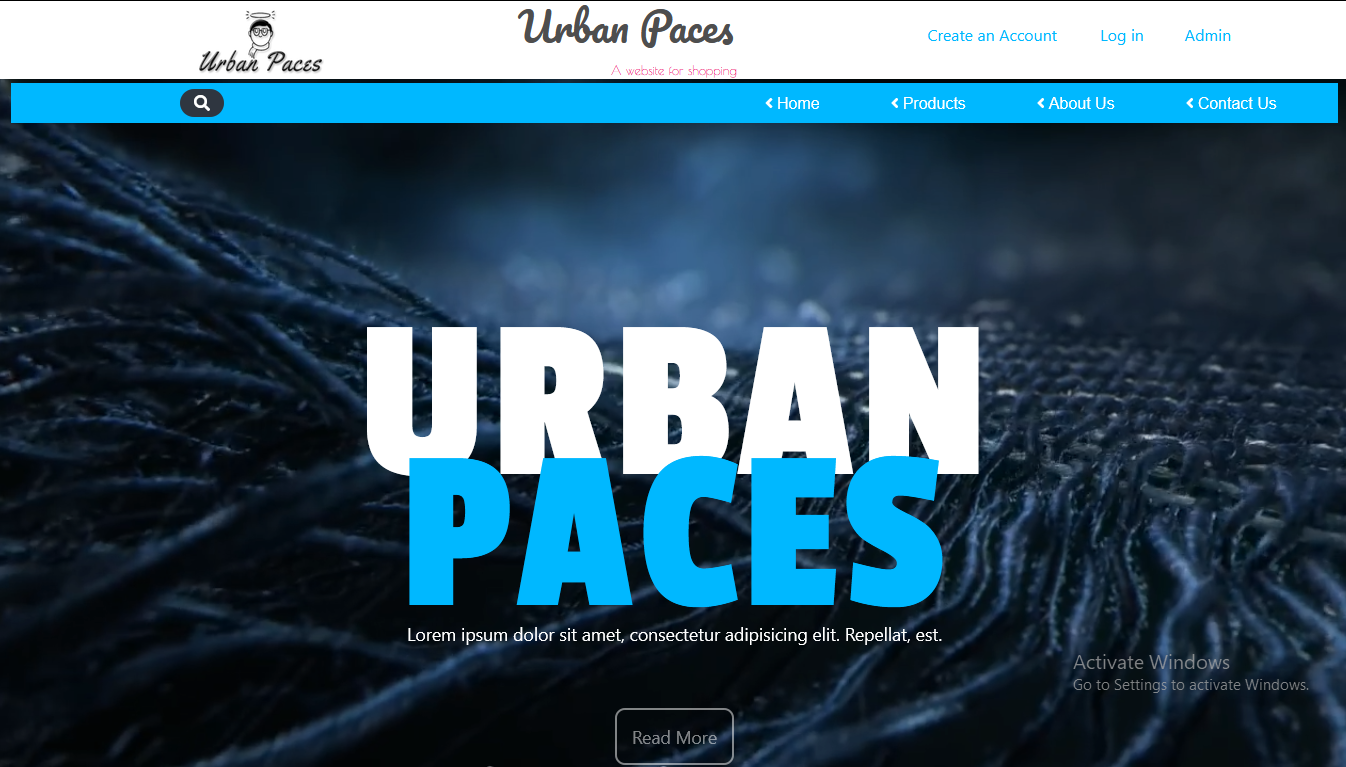 Urban Paces
Urban Paces
A website for shopping
Create an Account
Log in
Admin
Home
Products
About Us
Contact Us
URBAN
PACES
Lorem ipsum dolor sit amet, consectetur adipisicing elit. Repellat, est.
Activate Windows
Go to Settings to activate Windows.
Read More